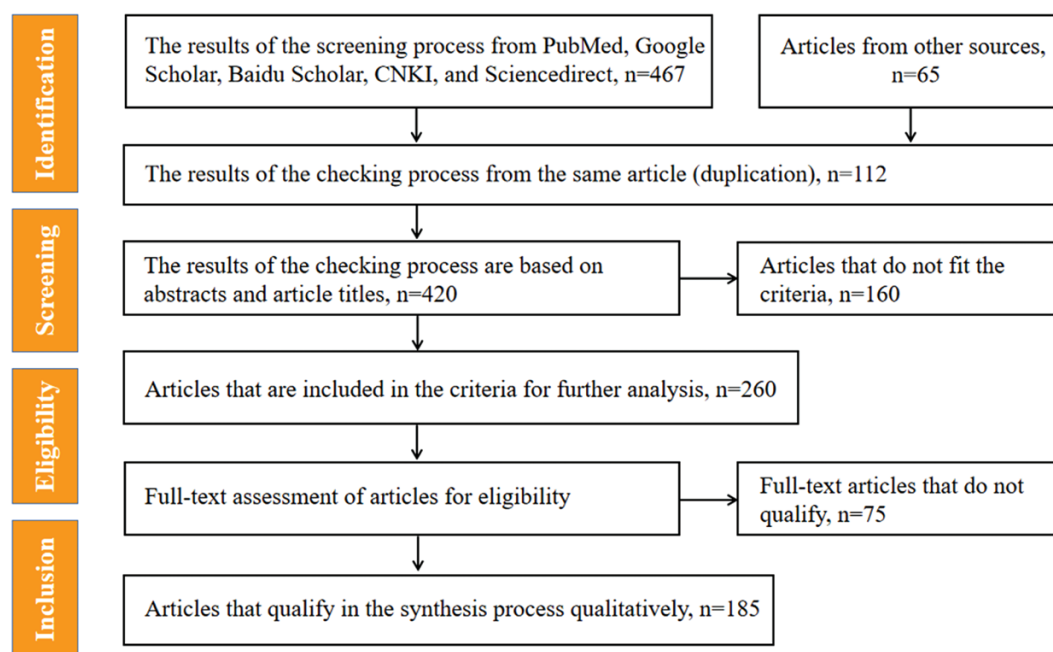 Identification
The results of the screening process from PubMed, Google
Scholar, Baidu Scholar, CNKI, and Sciencedirect, n=467
Articles from other sources,
n=65
The results of the checking process from the same article (duplication), n=112
Screening
The results of the checking process are based on
abstracts and article titles, n=420
Articles that do not fit the
criteria, n=160
Eligibility
Articles that are included in the criteria for further analysis, n=260
Full-text assessment of articles for eligibility
Full-text articles that do not
qualify, n=75
Inclusion
Articles that qualify in the synthesis process qualitatively, n=185